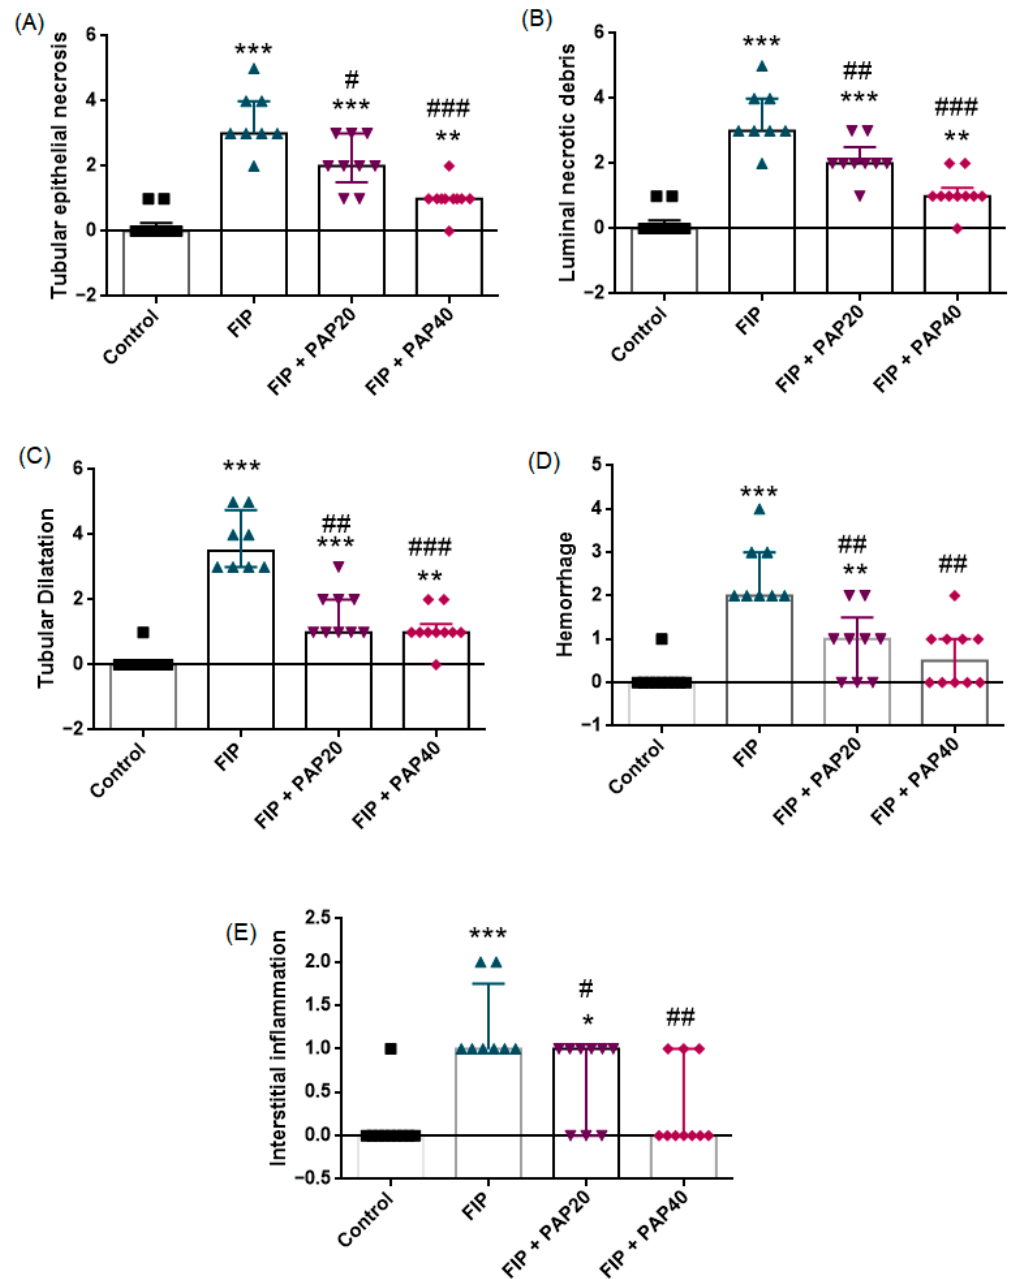 (A)
Tubular epithelial necrosis
6
4
2
0
−2
***
#
***
###
**
Control
FIP
FIP + PAP20
FIP + PAP40
(B)
Luminal necrotic debris
6
4
2
0
−2
***
##
***
###
**
Control
FIP
FIP + PAP20
FIP + PAP40
(C)
Tubular Dilatation
6
4
2
0
−2
***
##
***
###
**
Control
FIP
FIP + PAP20
FIP + PAP40
(D)
Hemorrhage
5
4
3
2
1
0
−1
***
##
**
##
Control
FIP
FIP + PAP20
FIP + PAP40
(E)
Interstitial inflammation
2.5
2.0
1.5
1.0
0.5
0.0
−0.5
***
#
*
##
Control
FIP
FIP + PAP20
FIP + PAP40